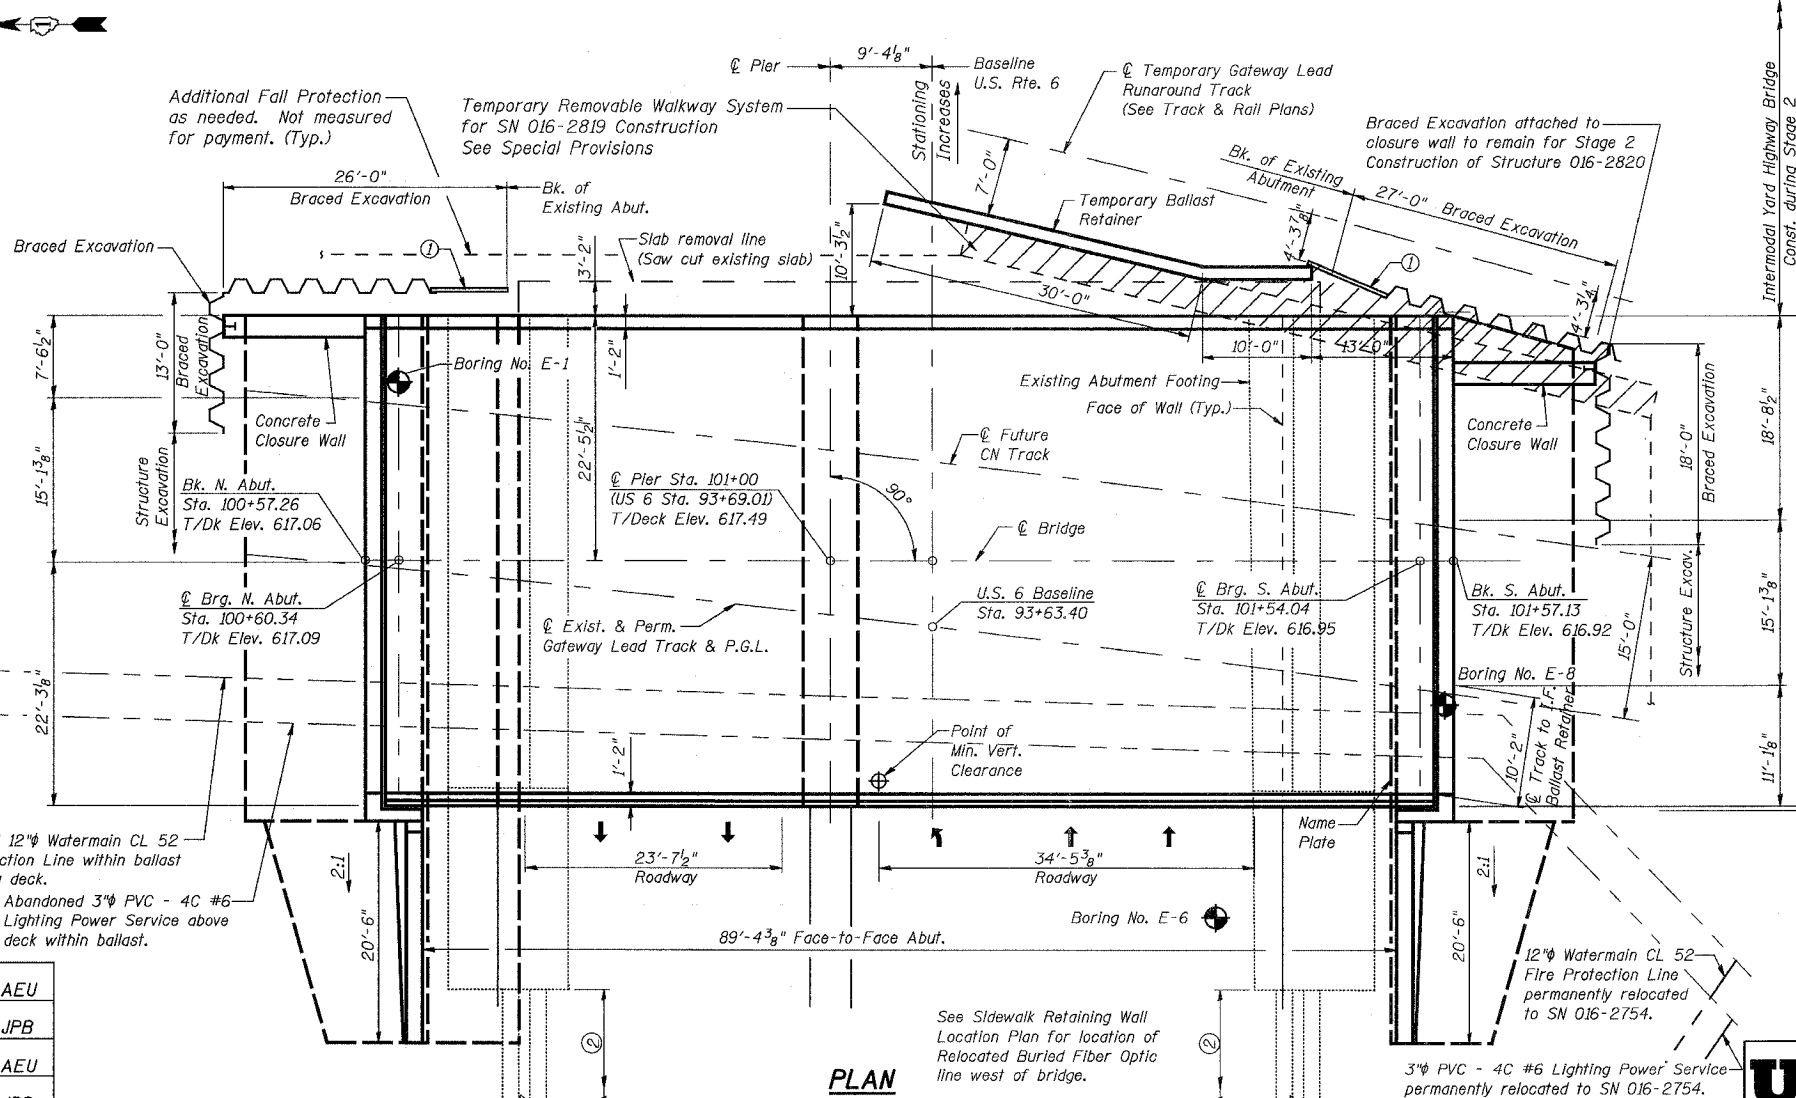 1
9'-4⅛"
℄ Pier
Baseline
U.S. Rte. 6
Stationing
Increases
℄ Temporary Gateway Lead
Runaround Track
(See Track & Rail Plans)
Additional Fall Protection
as needed. Not measured
for payment. (Typ.)
Temporary Removable Walkway System
for SN 016-2819 Construction
See Special Provisions
Braced Excavation attached to
closure wall to remain for Stage 2
Construction of Structure 016-2820
Intermodal Yard Highway Bridge
Const. during Stage 2
26'-0"
Braced Excavation
Bk. of
Existing Abut.
7'-0"
Bk. of Existing
Abutment
27'-0" Braced Excavation
Temporary Ballast
Retainer
Braced Excavation
1
s
Slab removal line
(Saw cut existing slab)
3'-2"
10'-3½"
4'-3⅞"
1
30'-0"
4'-3¼"
7'-6½"
13'-0"
Braced
Excavation
1'-2"
10'-0"
13'-0"
Boring No. E-1
Existing Abutment Footing
Face of Wall (Typ.)
Concrete
Closure Wall
Concrete
Closure Wall
18'-0"
Braced Excavation
18'-8½"
22'-5½"
℄ Future
CN Track
15'-1⅜"
Structure
Excavation
Bk. N. Abut.
Sta. 100+57.26
T/Dk Elev. 617.06
℄ Pier Sta. 101+00
(US 6 Sta. 93+69.01)
T/Deck Elev. 617.49
90°
℄ Bridge
℄ Brg. N. Abut.
Sta. 100+60.34
T/Dk Elev. 617.09
℄ Exist. & Perm.
Gateway Lead Track & P.G.L.
U.S. 6 Baseline
Sta. 93+63.40
℄ Brg. S. Abut.
Sta. 101+54.04
T/Dk Elev. 616.95
Bk. S. Abut.
Sta. 101+57.13
T/Dk Elev. 616.92
15'-0"
Structure Excav.
15'-1⅜"
22'-3⅜"
Boring No. E-8
10'-2"
℄ Track to I.F.
Ballast Retainer
11'-1⅛"
1'-2"
Point of
Min. Vert.
Clearance
Name
Plate
12"φ Watermain CL 52
ction Line within ballast
deck.
Abandoned 3"φ PVC - 4C #6
Lighting Power Service above
deck within ballast.
2:1
23'-7½"
Roadway
34'-5⅜"
Roadway
2:1
20'-6"
Boring No. E-6
89'-4⅜" Face-to-Face Abut.
20'-6"
12"φ Watermain CL 52
Fire Protection Line
permanently relocated
to SN 016-2754.
AEU
JPB
AEU
2
See Sidewalk Retaining Wall
Location Plan for location of
Relocated Buried Fiber Optic
line west of bridge.
2
PLAN
3"φ PVC - 4C #6 Lighting Power Service
permanently relocated to SN 016-2754.
U